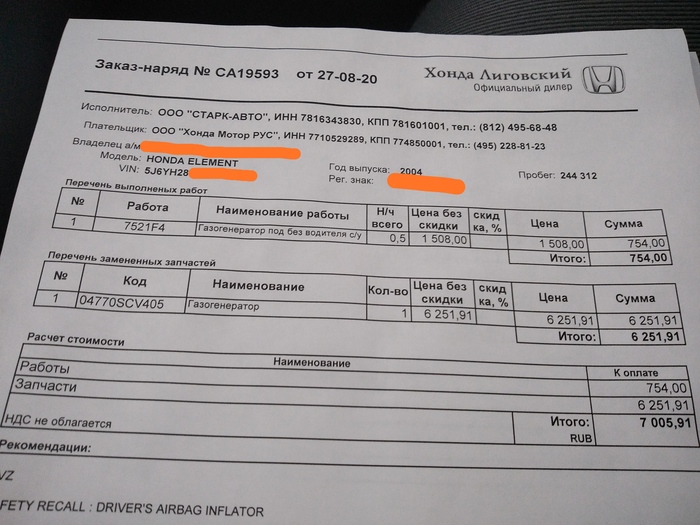 Заказ-наряд № СА19593 от 27-08-20
Хонда Лиговский
Официальный дилер
Исполнитель: ООО "СТАРК-АВТО", ИНН 7816343830, КПП 781601001, тел.: (812) 495-68-48
Плательщик: ООО "Хонда Мотор РУС", ИНН 7710529289, КПП 774850001, тел.: (495) 228-81-23
Владелец а/м
Модель: HONDA ELEMENT Год выпуска: 2004 Пробег: 244 312
VIN: 5J6YH28 Рег. знак:
Перечень выполненых работ
№ Работа Наименование работы Н/ч всего Цена без скидки скид ка, % Цена Сумма
1 7521F4 Газогенератор под без водителя с/у 0,5 1 508,00 1 508,00 754,00
Итого: 754,00
Перечень замененных запчастей
№ Код Наименование Кол-во Цена без скидки скид ка, % Цена Сумма
1 04770SCV405 Газогенератор 1 6 251,91 6 251,91 6 251,91
Итого: 6 251,91
Расчет стоимости
Наименование К оплате
Работы 754,00
Запчасти 6 251,91
НДС не облагается Итого: 7 005,91
RUB
Рекомендации:
VZ
FETY RECALL : DRIVER'S AIRBAG INFLATOR